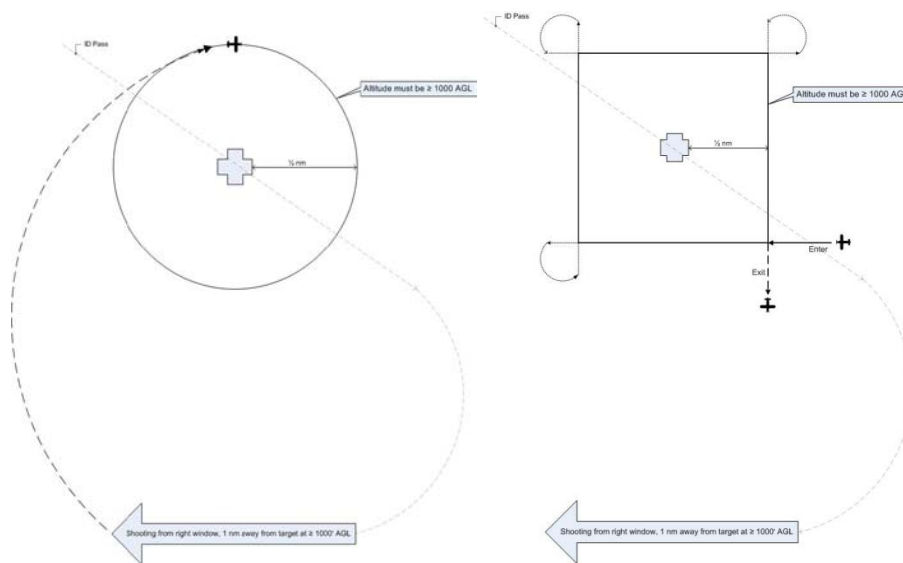 ID Pass
Altitude must be ≥ 1000 AGL
½ nm
Shooting from right window, 1 nm away from target at ≥ 1000' AGL
ID Pass
Altitude must be ≥ 1000 AGL
½ nm
Enter
Exit
Shooting from right window, 1 nm away from target at ≥ 1000' AGL